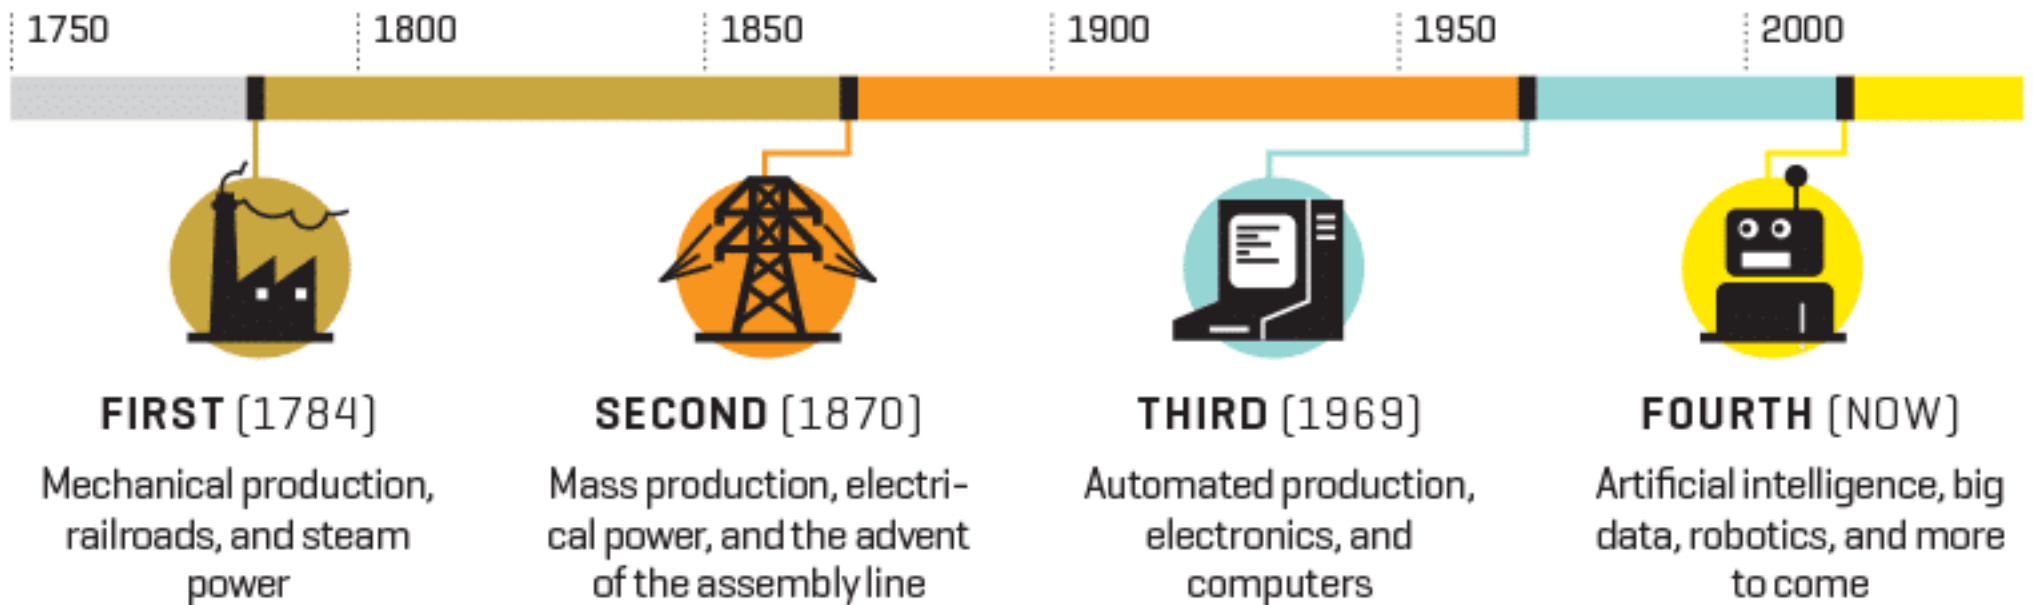 1750 1800 1850 1900 1950 2000
FIRST (1784)
Mechanical production,
railroads, and steam
power
SECOND (1870)
Mass production, electri-
cal power, and the advent
of the assembly line
THIRD (1969)
Automated production,
electronics, and
computers
FOURTH (NOW)
Artificial intelligence, big
data, robotics, and more
to come